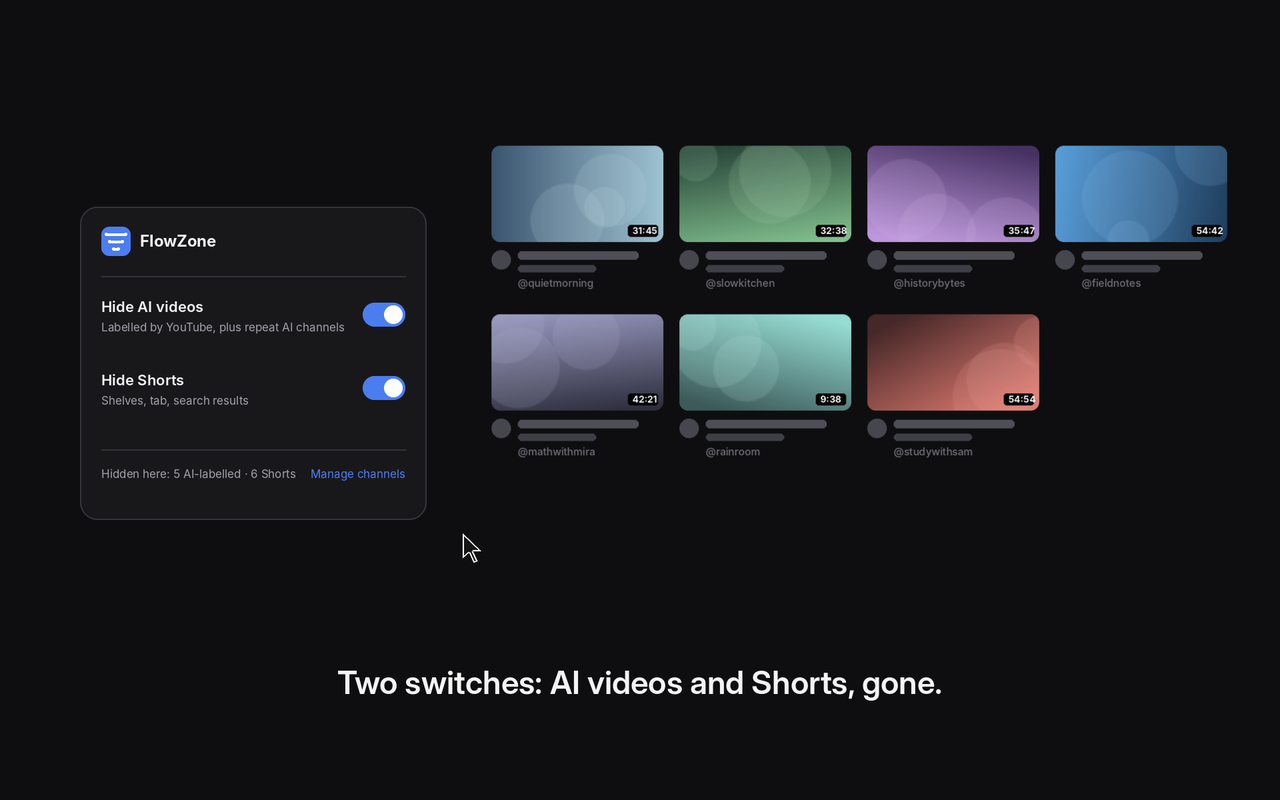 FlowZone
Hide AI videos
Labelled by YouTube, plus repeat AI channels
Hide Shorts
Shelves, tab, search results
Hidden here: 5 AI-labelled · 6 Shorts
Manage channels
31:45
32:38
35:47
54:42
@quietmorning
@slowkitchen
@historybytes
@fieldnotes
42:21
9:38
54:54
@mathwithmira
@rainroom
@studywithsam
Two switches: AI videos and Shorts, gone.